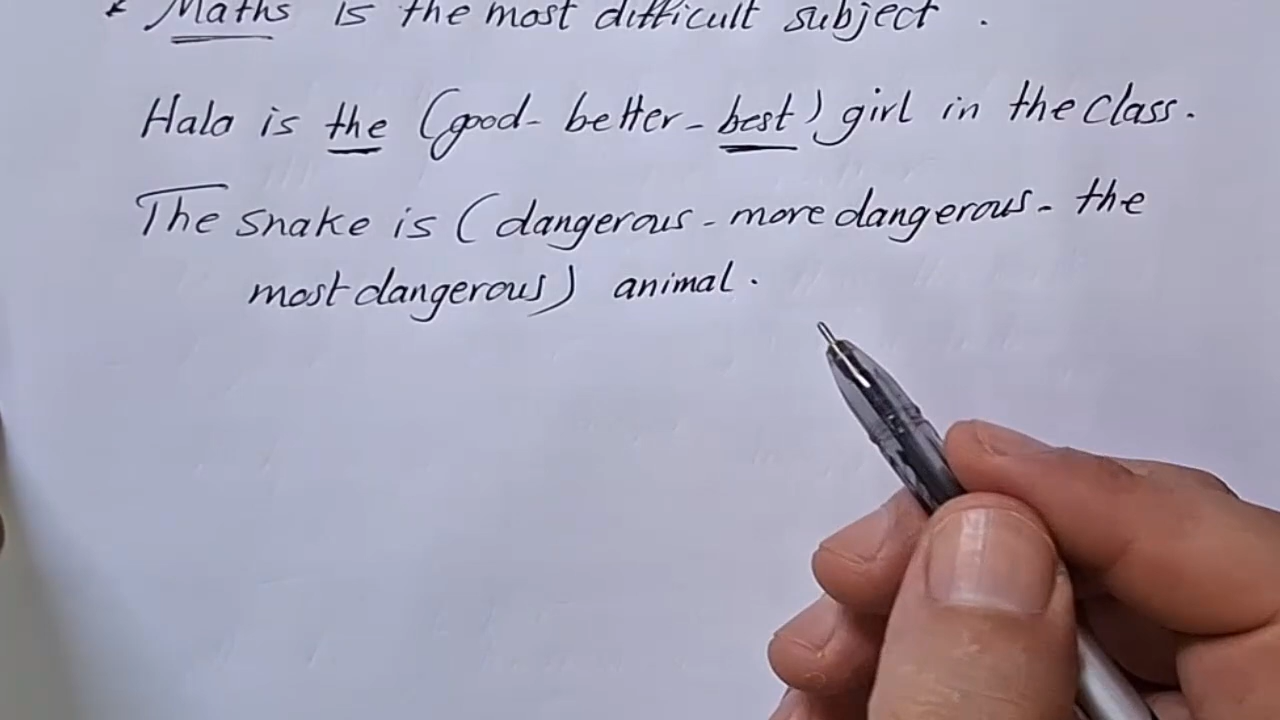 * Maths is the most difficult subject .
Hala is the (good - better - best) girl in the class.
The snake is (dangerous - more dangerous - the
most dangerous) animal.